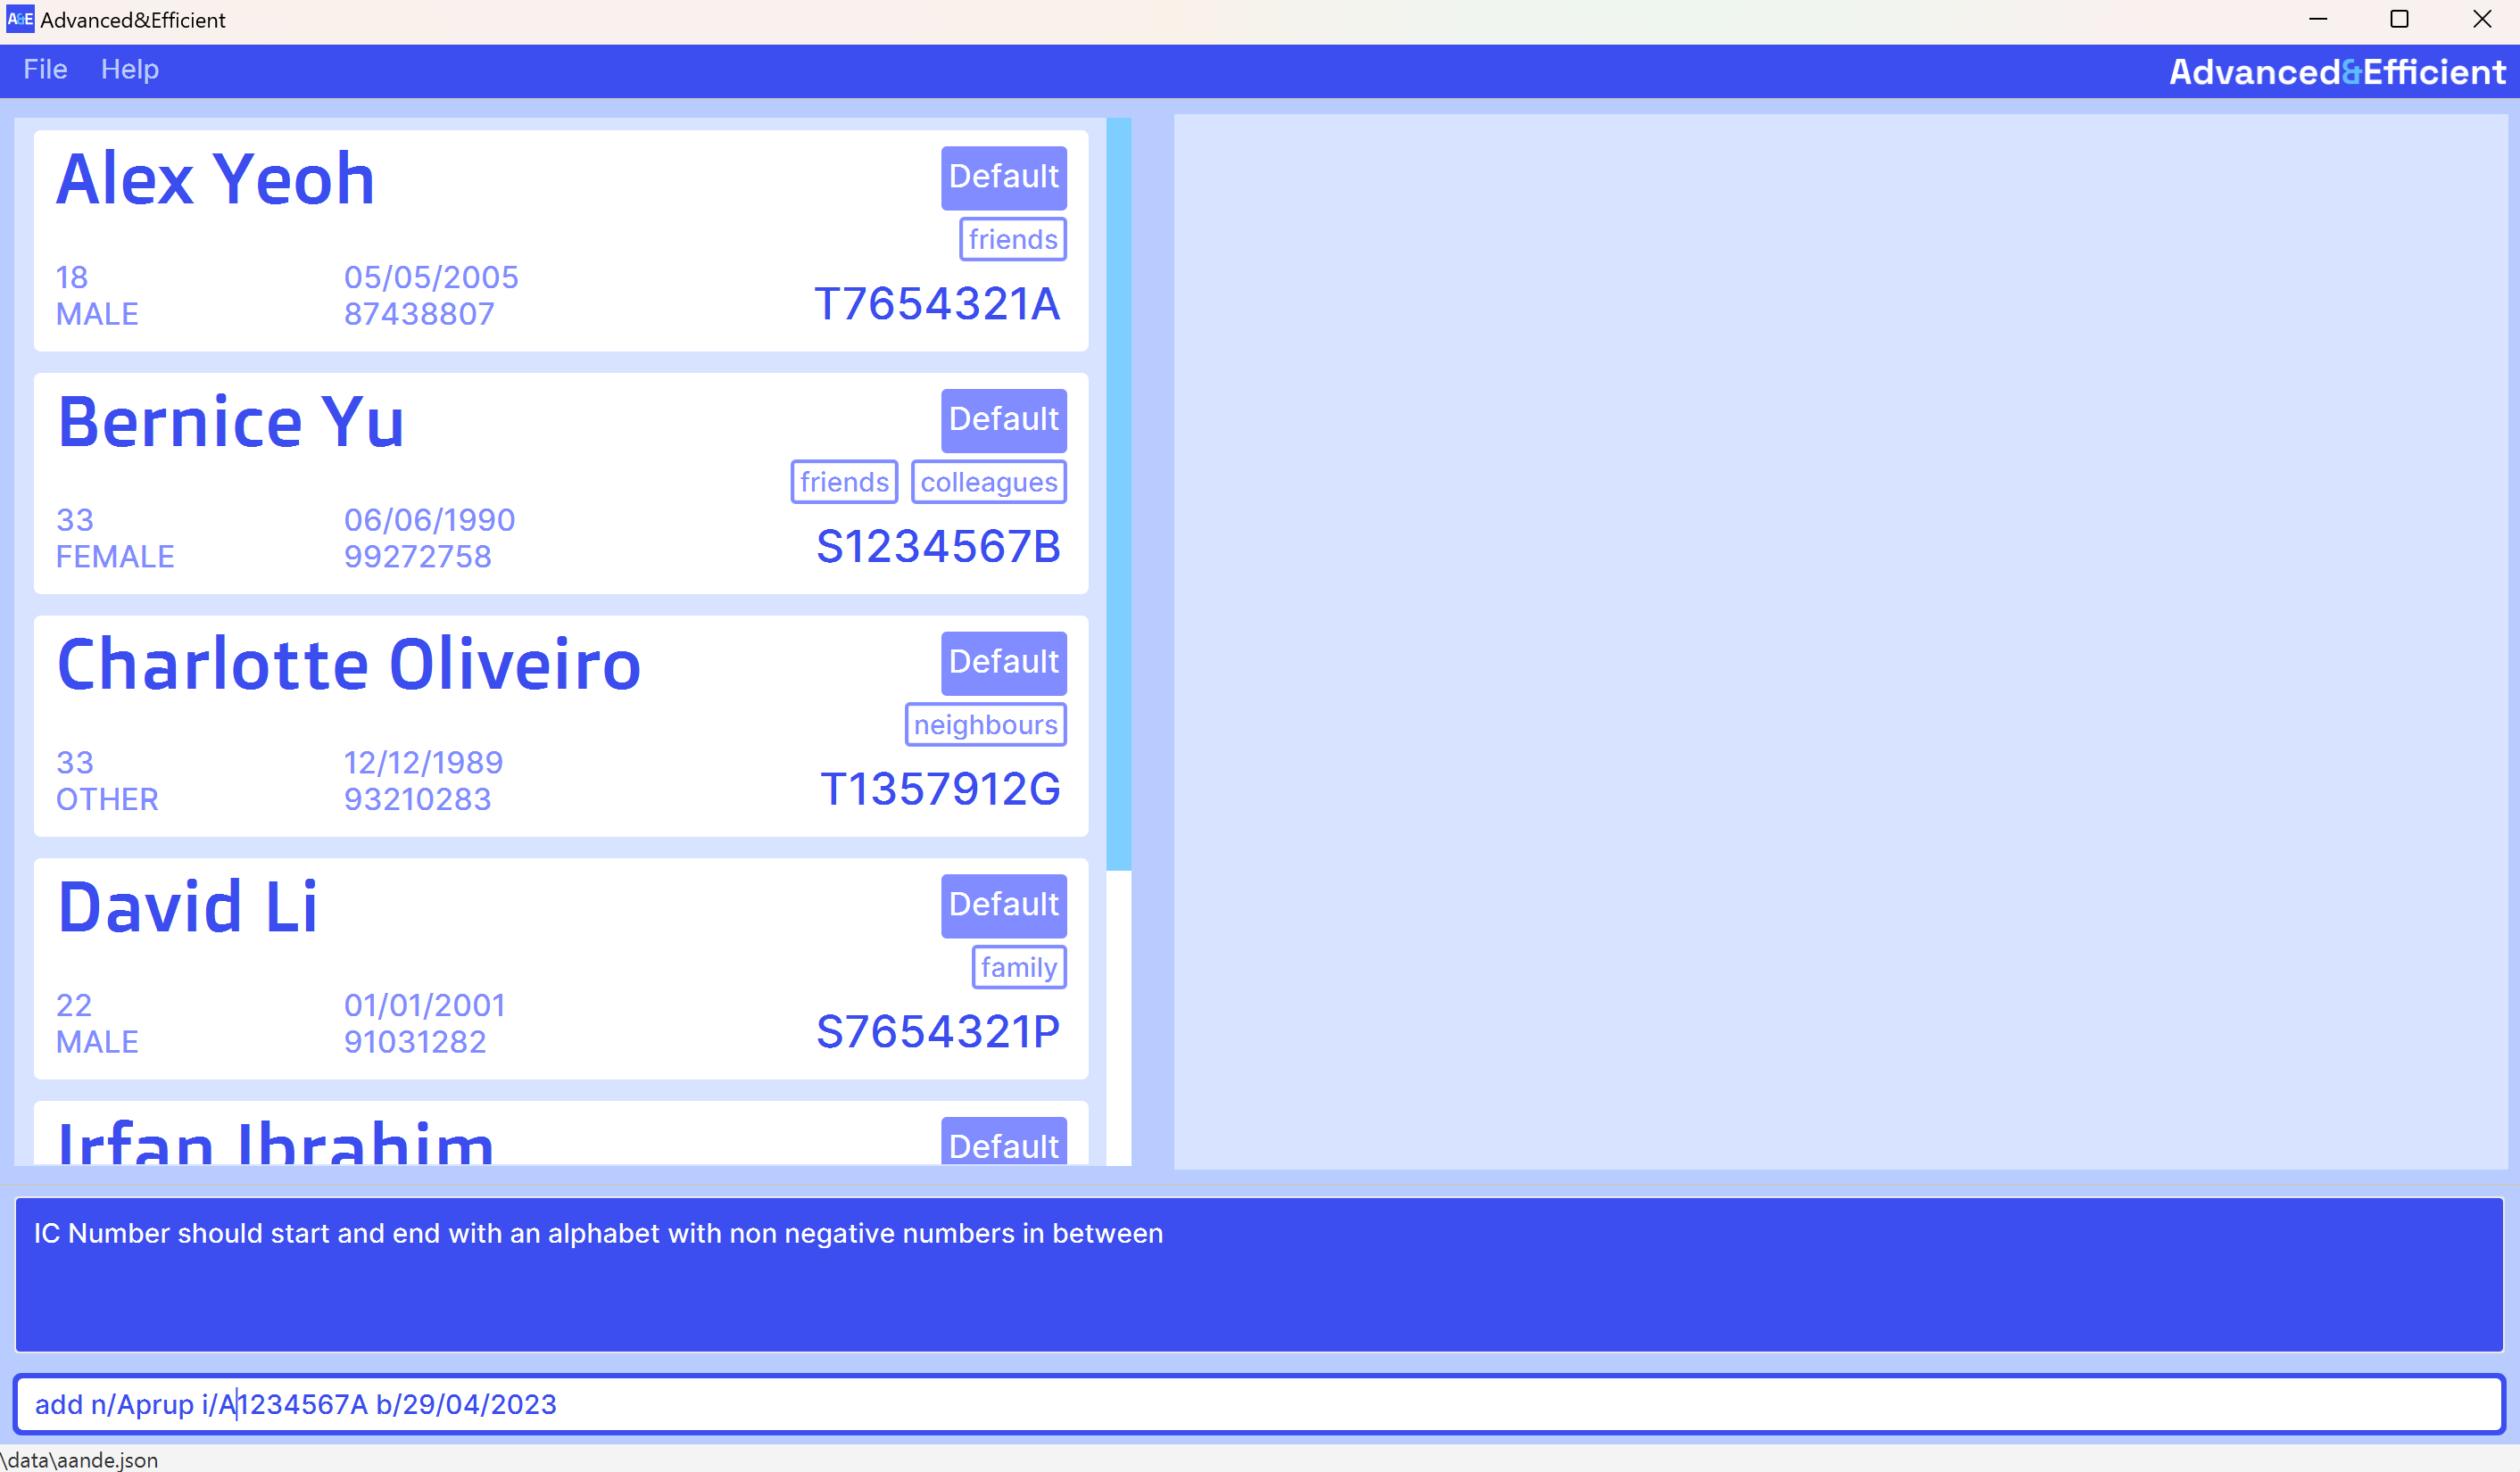 A&E Advanced&Efficient
File Help Advanced&Efficient
Alex Yeoh
Default
friends
18
05/05/2005
MALE
87438807
T7654321A
Bernice Yu
Default
friends colleagues
33
06/06/1990
FEMALE
99272758
S1234567B
Charlotte Oliveiro
Default
neighbours
33
12/12/1989
OTHER
93210283
T1357912G
David Li
Default
family
22
01/01/2001
MALE
91031282
S7654321P
Irfan Ibrahim
Default
IC Number should start and end with an alphabet with non negative numbers in between
add n/Aprup i/A1234567A b/29/04/2023
\data\aande.json